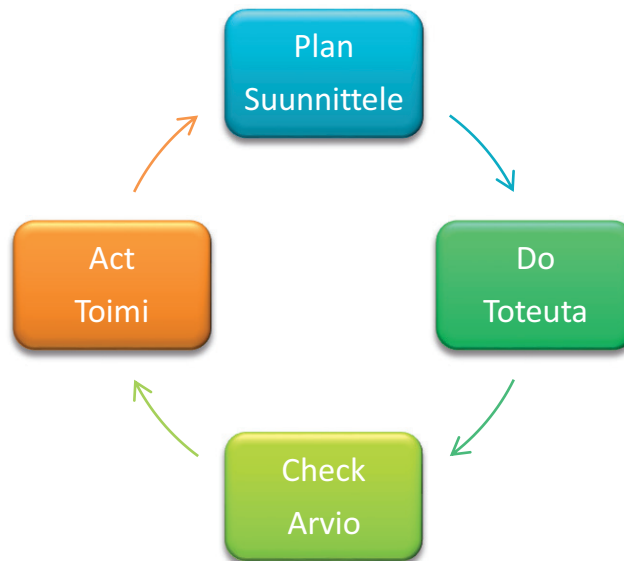 Plan
Suunnittele
Do
Toteuta
Check
Arvio
Act
Toimi